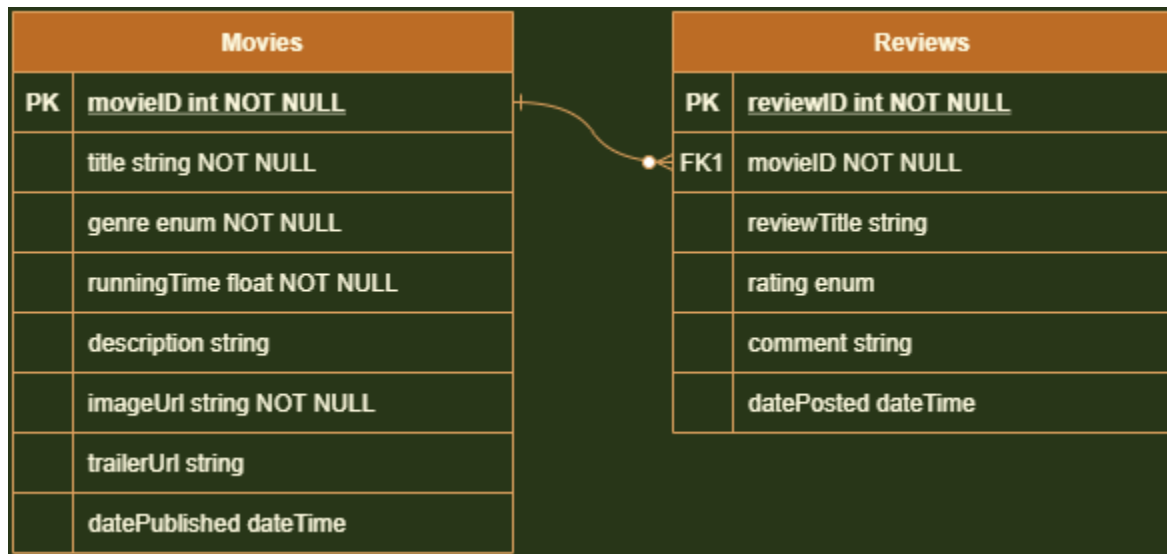 Movies
PK movieID int NOT NULL
title string NOT NULL
genre enum NOT NULL
runningTime float NOT NULL
description string
imageUrl string NOT NULL
trailerUrl string
datePublished dateTime
Reviews
PK reviewID int NOT NULL
FK1 movieID NOT NULL
reviewTitle string
rating enum
comment string
datePosted dateTime